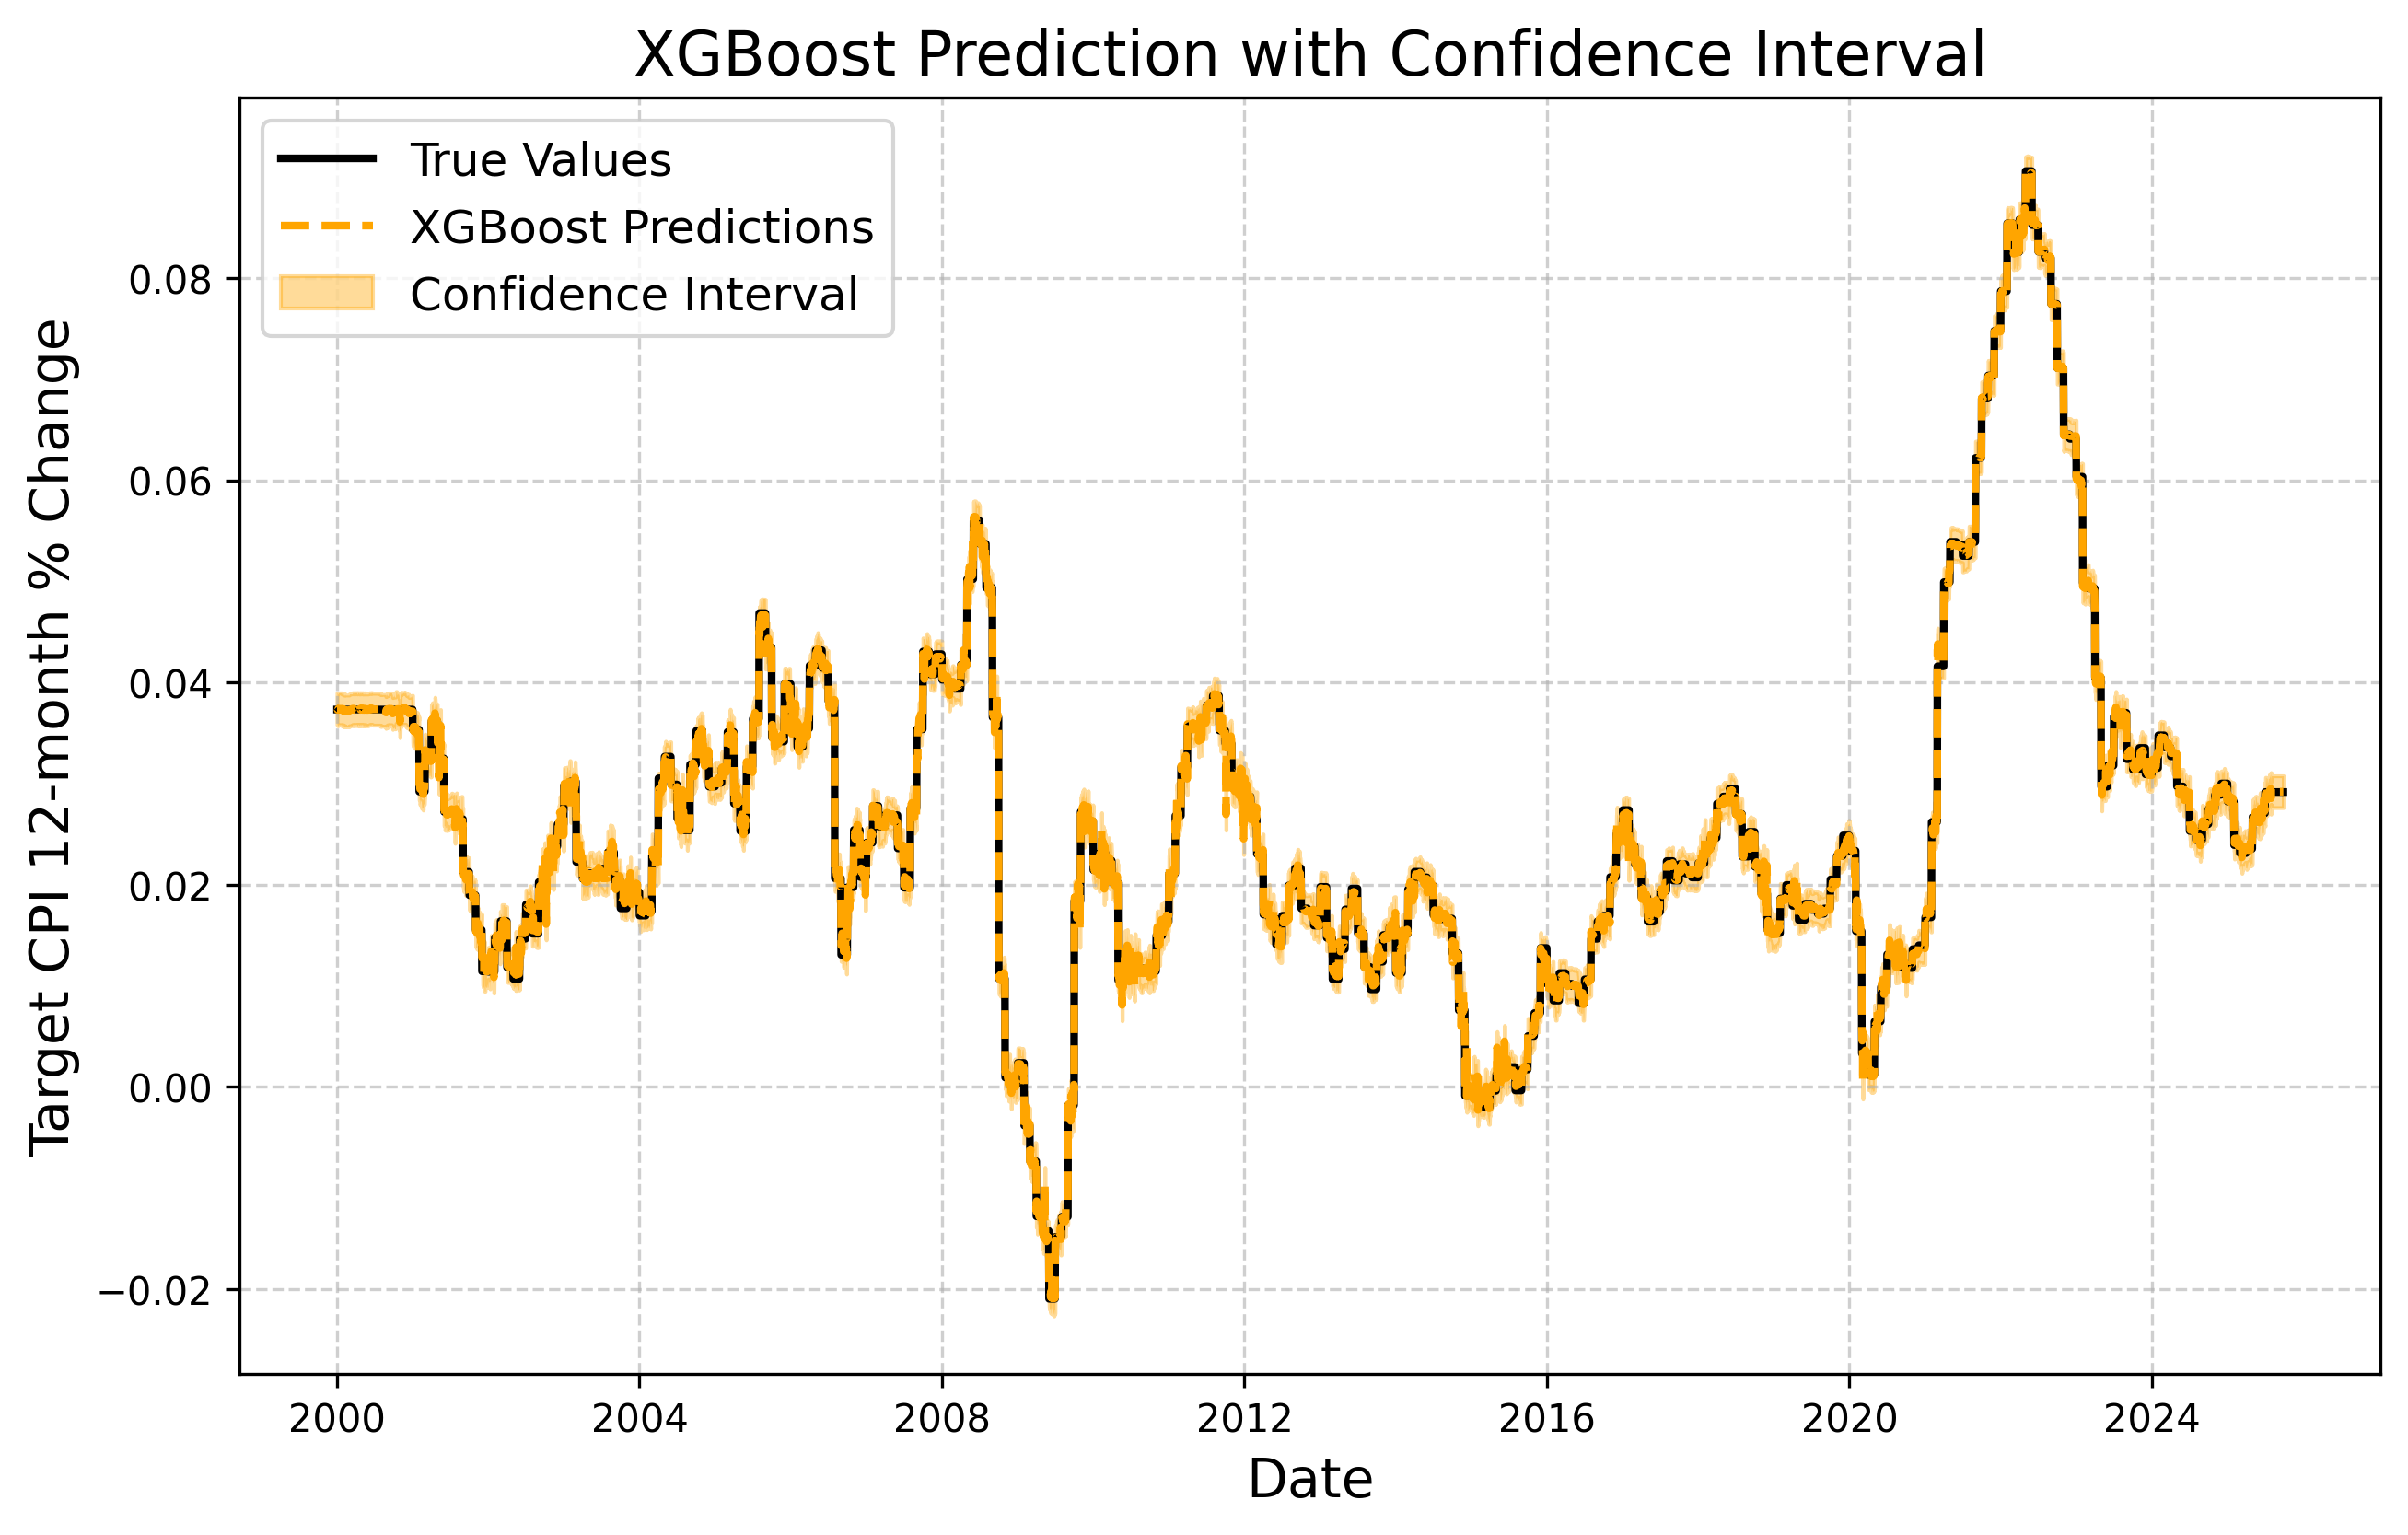 XGBoost Prediction with Confidence Interval
True Values
XGBoost Predictions
Confidence Interval
Target CPI 12-month % Change
0.08
0.06
0.04
0.02
0.00
−0.02
2000 2004 2008 2012 2016 2020 2024
Date